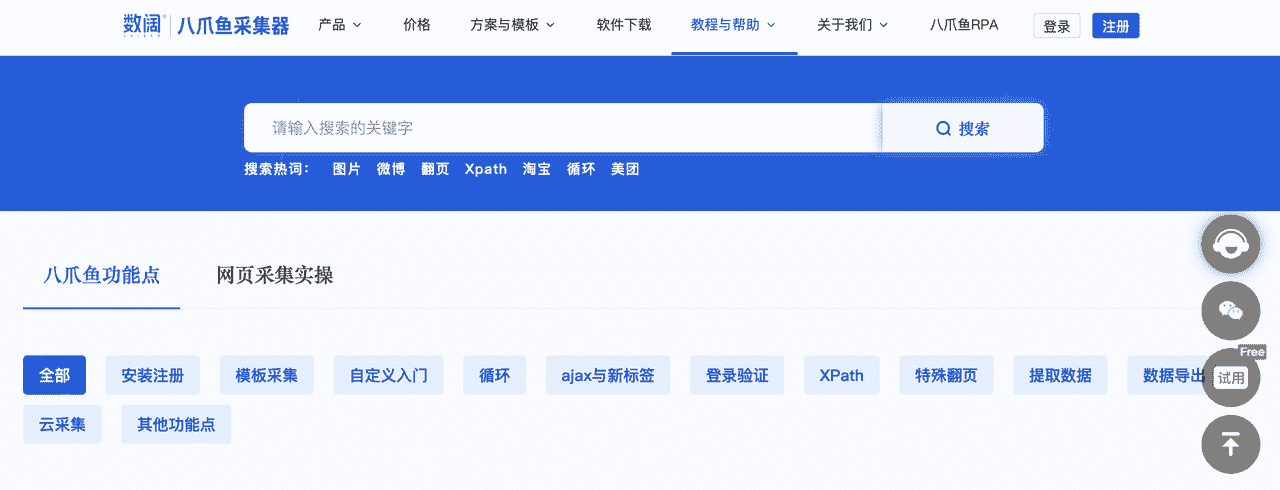 数阔 八爪鱼采集器 产品 价格 方案与模板 软件下载 教程与帮助 关于我们 八爪鱼RPA 登录 注册
请输入搜索的关键字 搜索
搜索热词： 图片 微博 翻页 Xpath 淘宝 循环 美团
八爪鱼功能点 网页采集实操
Free
全部 安装注册 模板采集 自定义入门 循环 ajax与新标签 登录验证 XPath 特殊翻页 提取数据 数据导出 试用
云采集 其他功能点